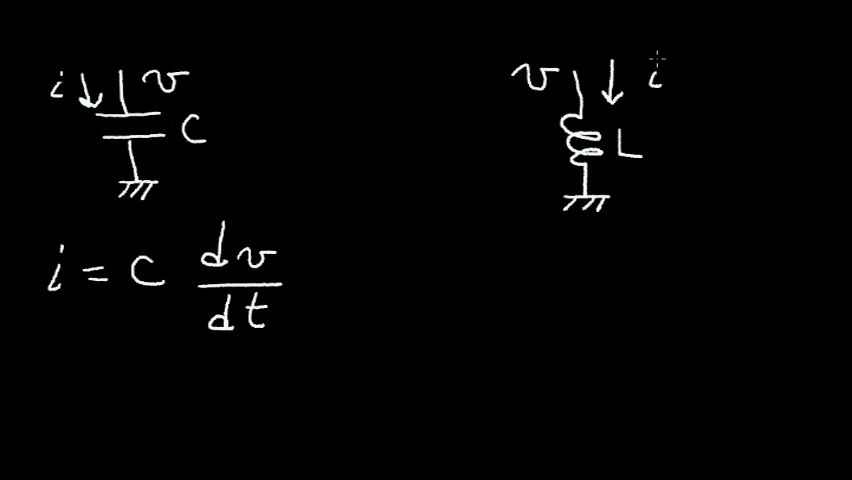 i v
C
i = C dv/dt
v i
L